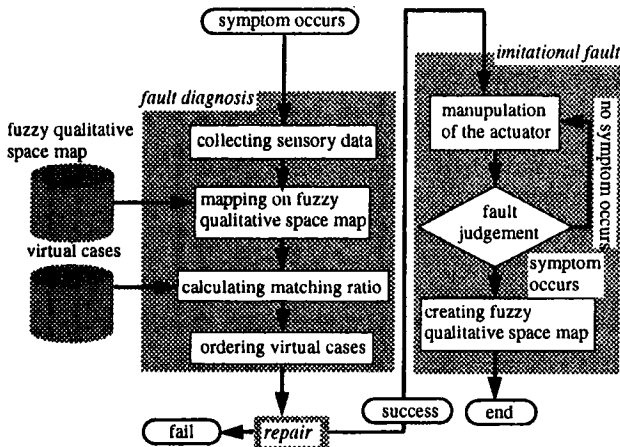 symptom occurs
fault diagnosis
collecting sensory data
fuzzy qualitative
space map
mapping on fuzzy
qualitative space map
virtual cases
calculating matching ratio
ordering virtual cases
repair
fail
success
imitational fault
manupulation
of the actuator
no symptom occurs
fault
judgement
symptom
occurs
creating fuzzy
qualitative space map
end